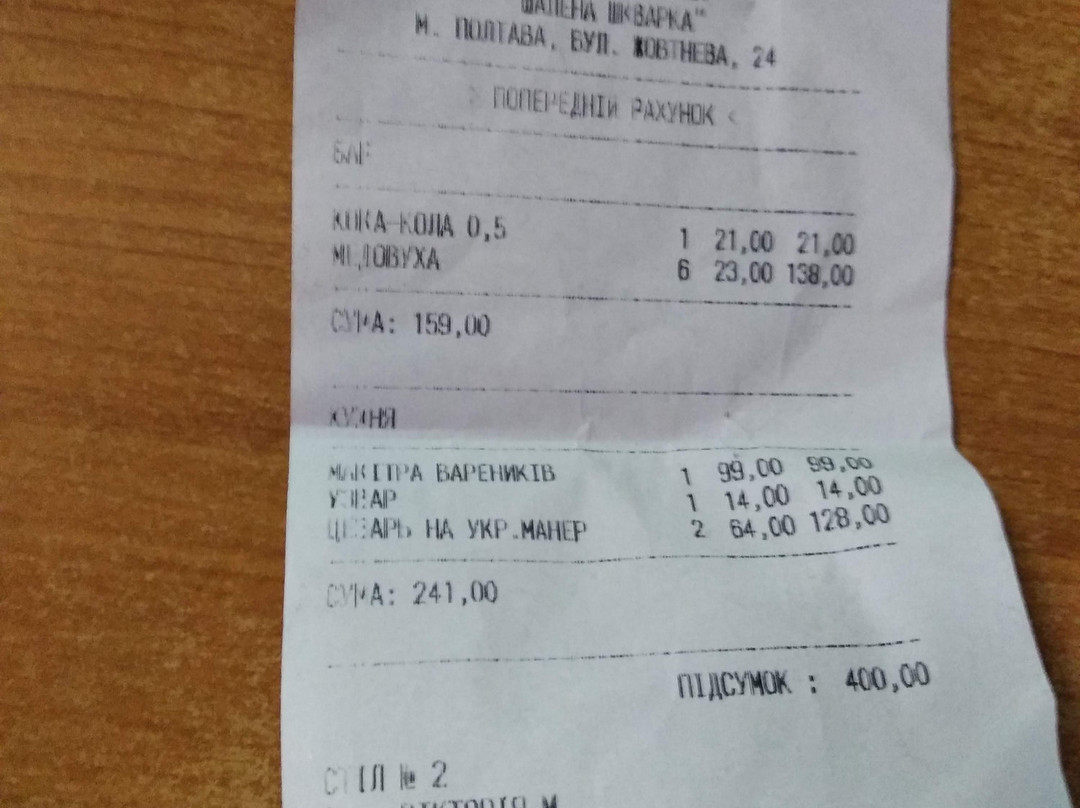 ШАЛЕНА ШКВАРКА"
М. ПОЛТАВА, ВУЛ. ЖОВТНЕВА, 24
> ПОПЕРЕДНІЙ РАХУНОК <
БАР
КОКА-КОЛА 0,5 1 21,00 21,00
МЕДОВУХА 6 23,00 138,00
СУМА: 159,00
КУХНЯ
МАКІТРА ВАРЕНИКІВ 1 99,00 99,00
УЗВАР 1 14,00 14,00
ЦЕЗАРЬ НА УКР.МАНЕР 2 64,00 128,00
СУМА: 241,00
ПІДСУМОК : 400,00
СТІЛ № 2
ВІКТОРІЯ М